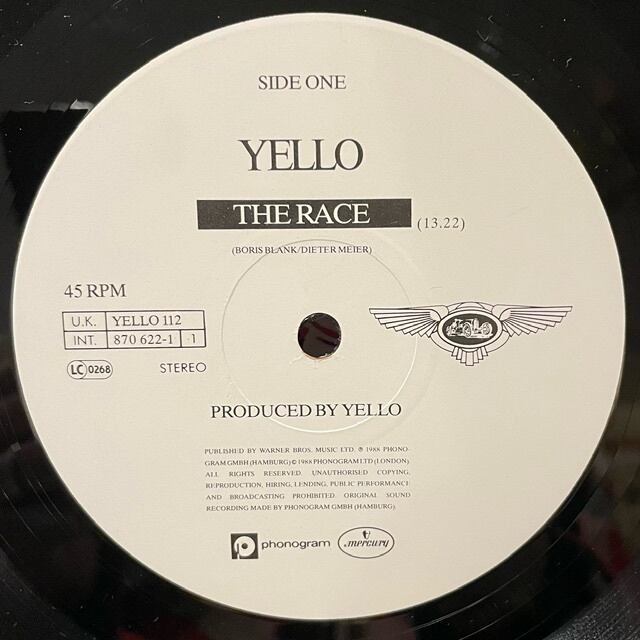 SIDE ONE
YELLO
THE RACE (13.22)
(BORIS BLANK/DIETER MEIER)
45 RPM
U.K. YELLO 112
INT. 870 622-1 1
LC 0268 STEREO
PRODUCED BY YELLO
PUBLISHED BY WARNER BROS. MUSIC LTD. ℗ 1988 PHONO-
GRAM GMBH (HAMBURG) © 1988 PHONOGRAM LTD (LONDON).
ALL RIGHTS RESERVED. UNAUTHORISED COPYING,
REPRODUCTION, HIRING, LENDING, PUBLIC PERFORMANCE
AND BROADCASTING PROHIBITED. ORIGINAL SOUND
RECORDING MADE BY PHONOGRAM GMBH (HAMBURG).
phonogram mercury